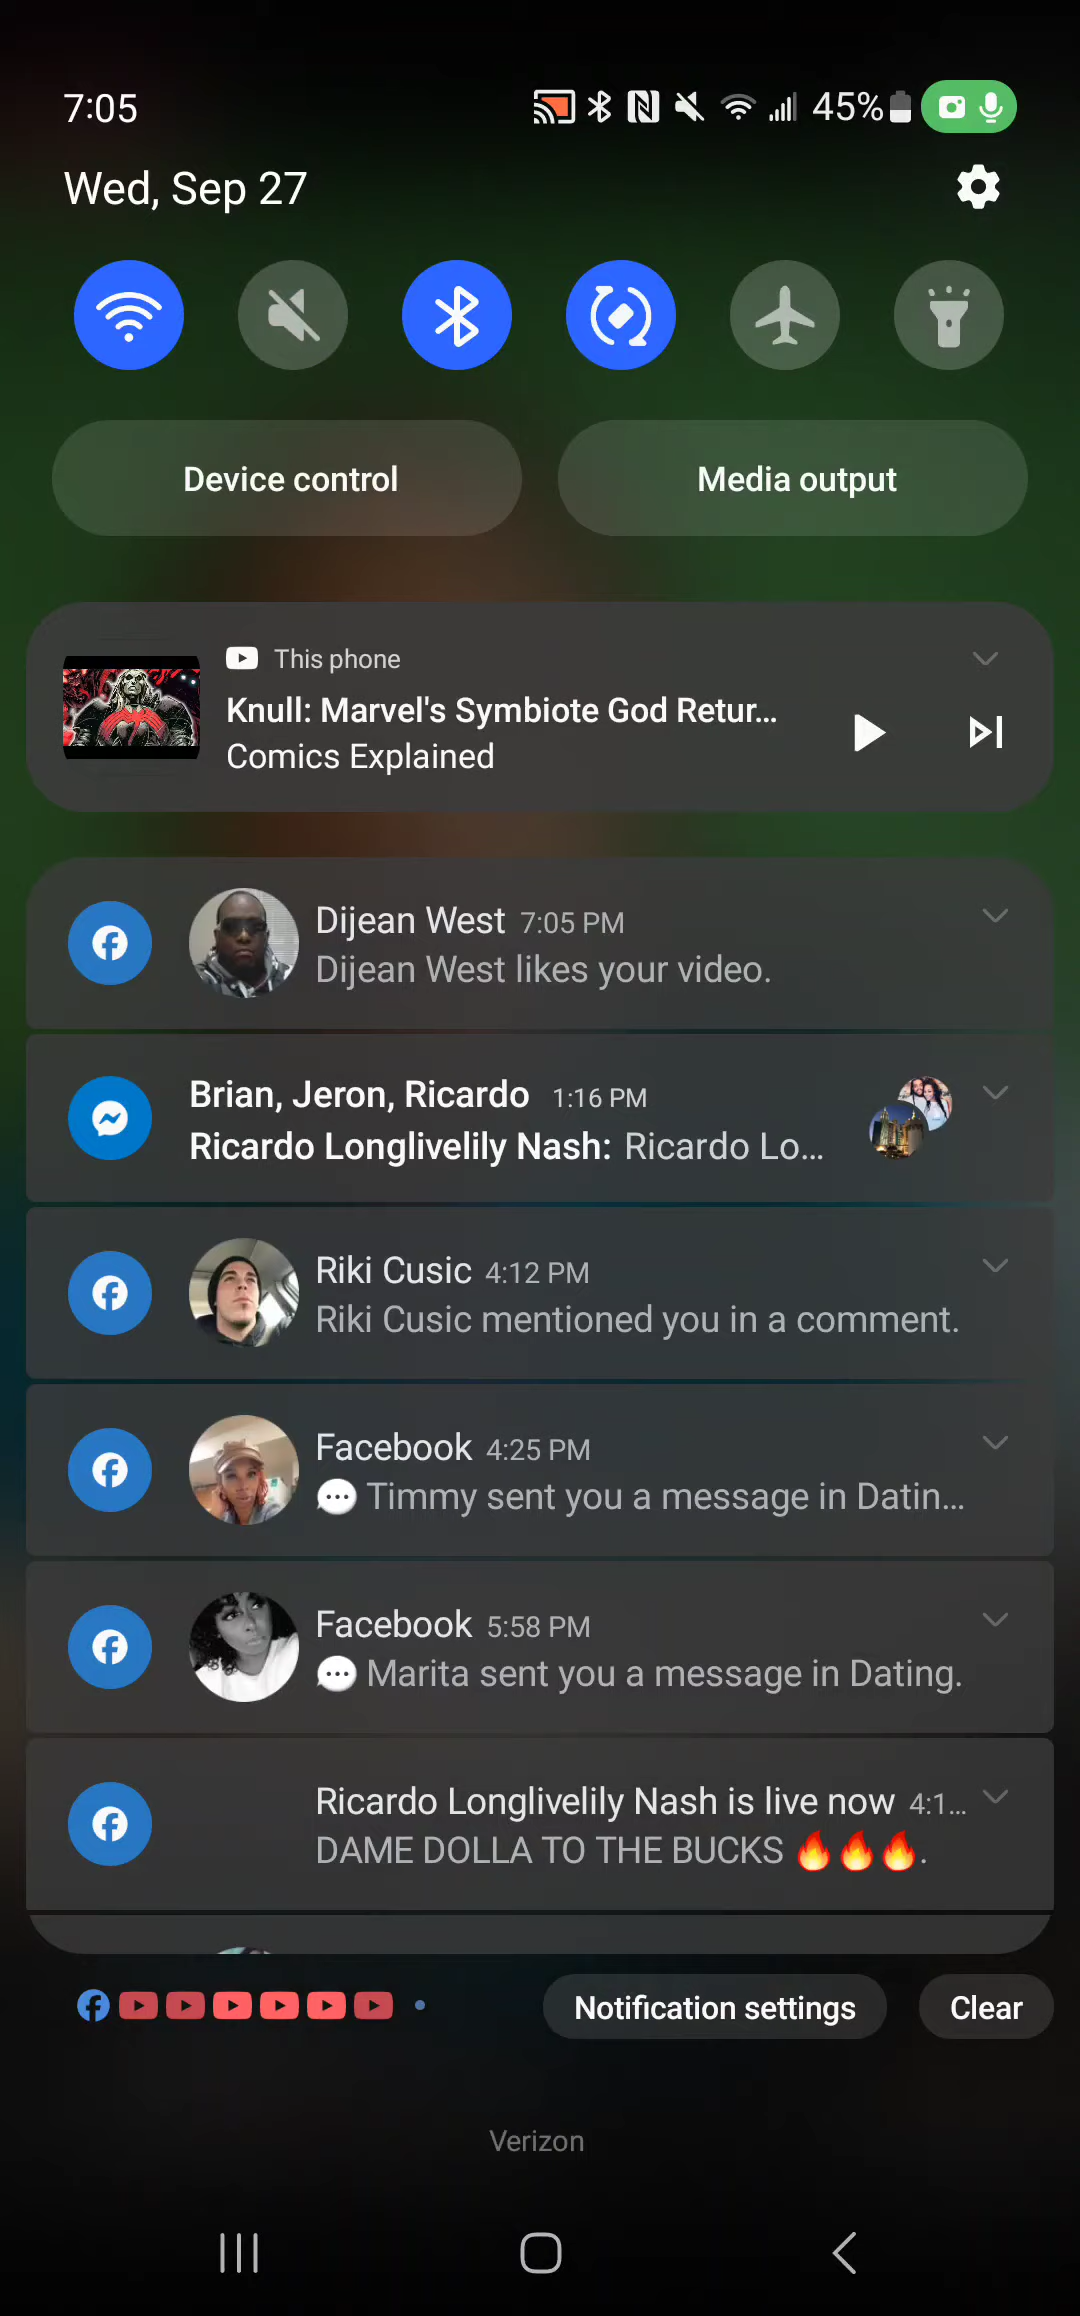 7:05
45%
Wed, Sep 27
Device control
Media output
This phone
Knull: Marvel's Symbiote God Retur...
Comics Explained
Dijean West 7:05 PM
Dijean West likes your video.
Brian, Jeron, Ricardo 1:16 PM
Ricardo Longlivelily Nash: Ricardo Lo...
Riki Cusic 4:12 PM
Riki Cusic mentioned you in a comment.
Facebook 4:25 PM
💬 Timmy sent you a message in Datin...
Facebook 5:58 PM
💬 Marita sent you a message in Dating.
Ricardo Longlivelily Nash is live now 4:1...
DAME DOLLA TO THE BUCKS 🔥🔥🔥.
Notification settings
Clear
Verizon